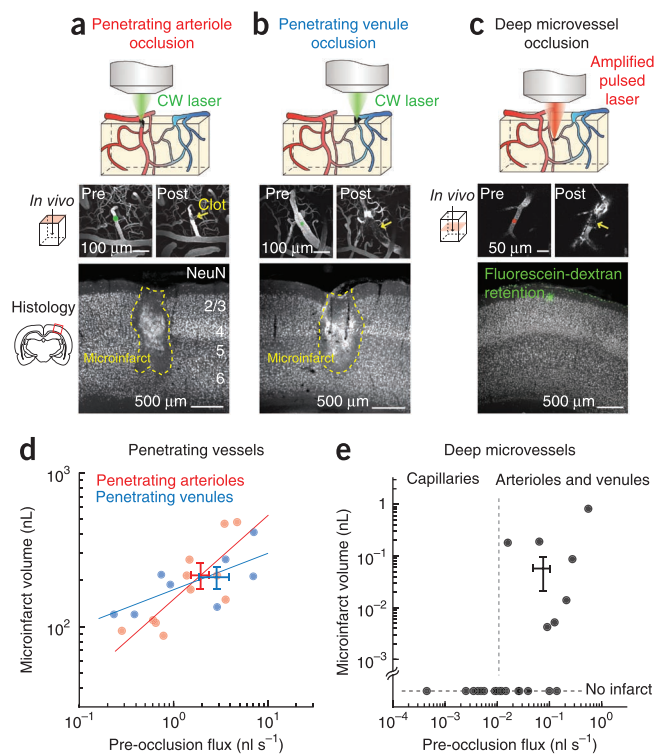 a Penetrating arteriole
occlusion
CW laser
In vivo
Pre
Post
Clot
100 µm
NeuN
2/3
4
5
6
Histology
Microinfarct
500 µm
b Penetrating venule
occlusion
CW laser
Pre
Post
100 µm
Microinfarct
500 µm
c Deep microvessel
occlusion
Amplified
pulsed
laser
In vivo
Pre
Post
50 µm
Fluorescein-dextran
retention
500 µm
d Penetrating vessels
Penetrating arterioles
Penetrating venules
Microinfarct volume (nL)
10³
10²
10⁻¹
10⁰
10¹
Pre-occlusion flux (nl s⁻¹)
e Deep microvessels
Capillaries
Arterioles and venules
Microinfarct volume (nL)
1
10⁻¹
10⁻²
10⁻³
No infarct
10⁻⁴
10⁻³
10⁻²
10⁻¹
10⁰
Pre-occlusion flux (nl s⁻¹)